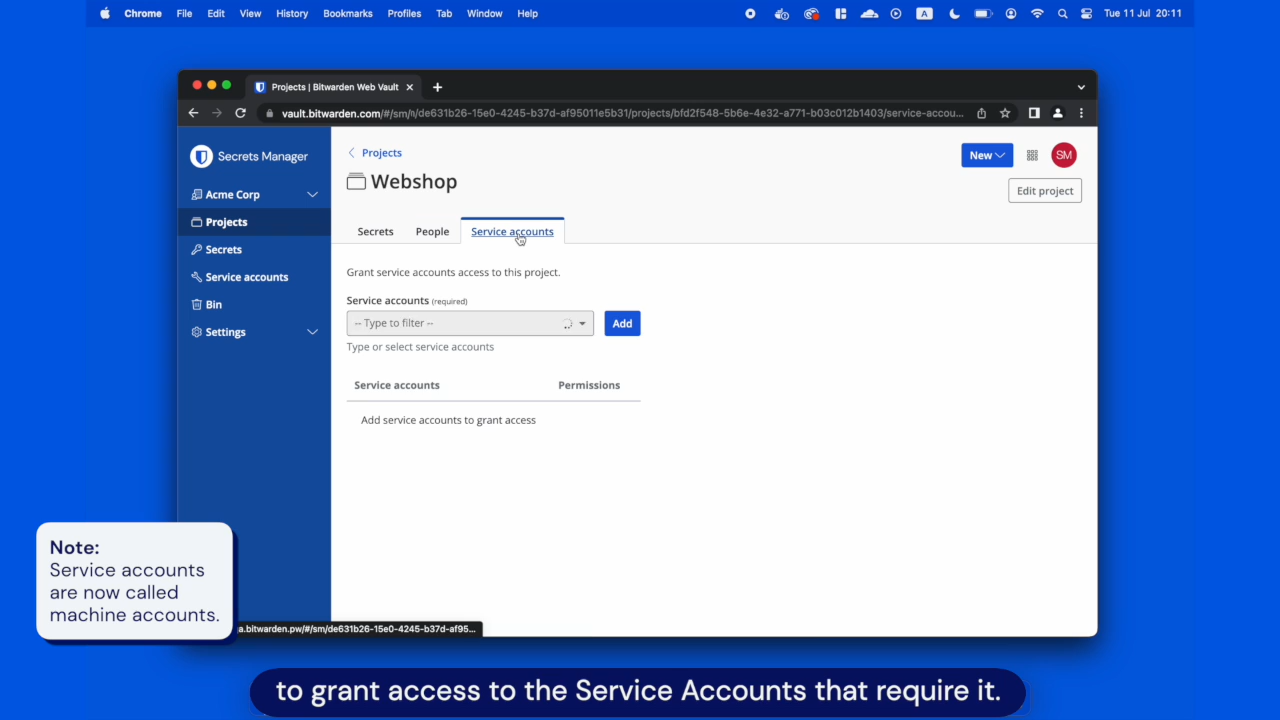 Chrome File Edit View History Bookmarks Profiles Tab Window Help
A
Tue 11 Jul 20:11
Projects | Bitwarden Web Vault
vault.bitwarden.com/#/sm/n/de631b26-15e0-4245-b37d-af95011e5b31/projects/bfd2f548-5b6e-4e32-a771-b03c012b1403/service-accou...
Secrets Manager
Acme Corp
Projects
Secrets
Service accounts
Bin
Settings
Projects
New
SM
Webshop
Edit project
Secrets People Service accounts
Grant service accounts access to this project.
Service accounts (required)
-- Type to filter --
Add
Type or select service accounts
Service accounts Permissions
Add service accounts to grant access
Note:
Service accounts
are now called
machine accounts.
a.bitwarden.pw/#/sm/de631b26-15e0-4245-b37d-af95...
to grant access to the Service Accounts that require it.